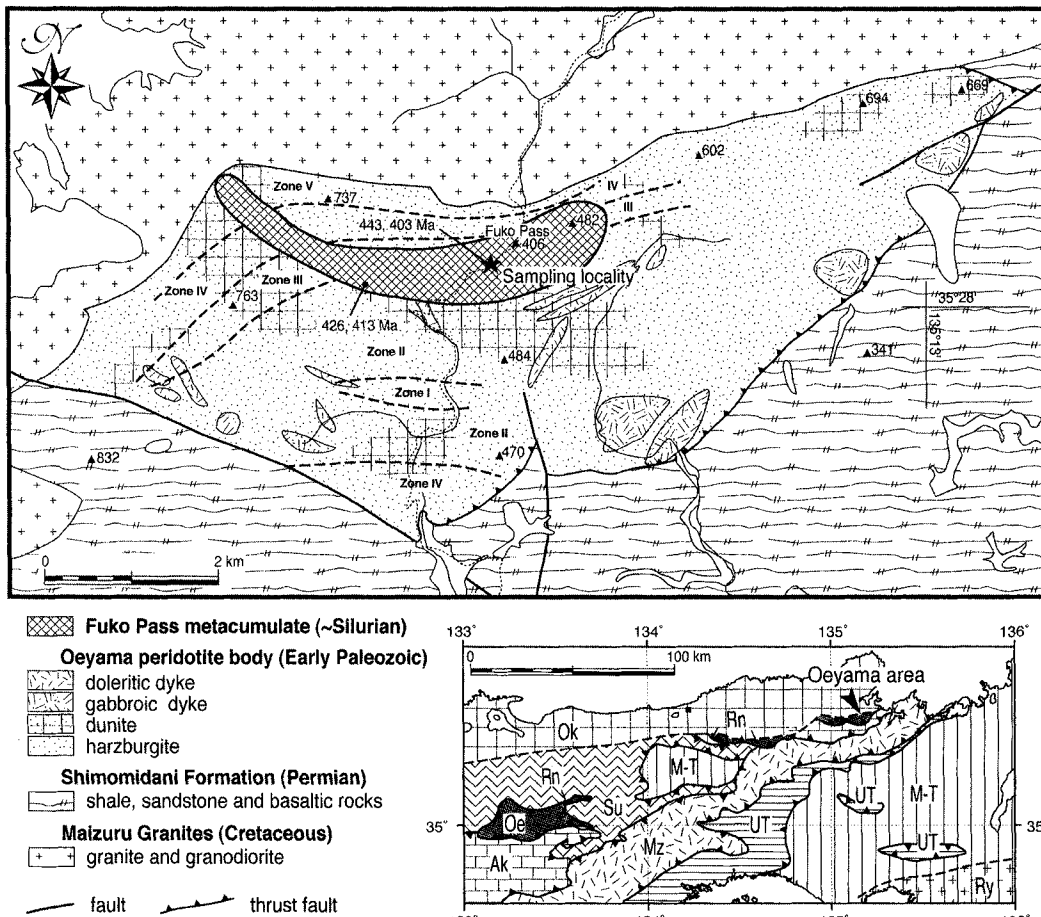 N
669
694
602
Zone V
737
IV
III
443, 403 Ma
Fuko Pass
482
406
Sampling locality
Zone IV
Zone III
763
35°28'
135°13'
426, 413 Ma
Zone II
484
341
Zone I
Zone II
832
470
Zone IV
0 2 km
Fuko Pass metacumulate (~Silurian)
Oeyama peridotite body (Early Paleozoic)
doleritic dyke
gabbroic dyke
dunite
harzburgite
Shimomidani Formation (Permian)
shale, sandstone and basaltic rocks
Maizuru Granites (Cretaceous)
granite and granodiorite
fault thrust fault
133° 134° 135° 136°
0 100 km
Oeyama area
Ok
Rn
Rn
M-T
M-T
Su
UT
UT
Oe
35°
Mz
UT
Ak
Ry